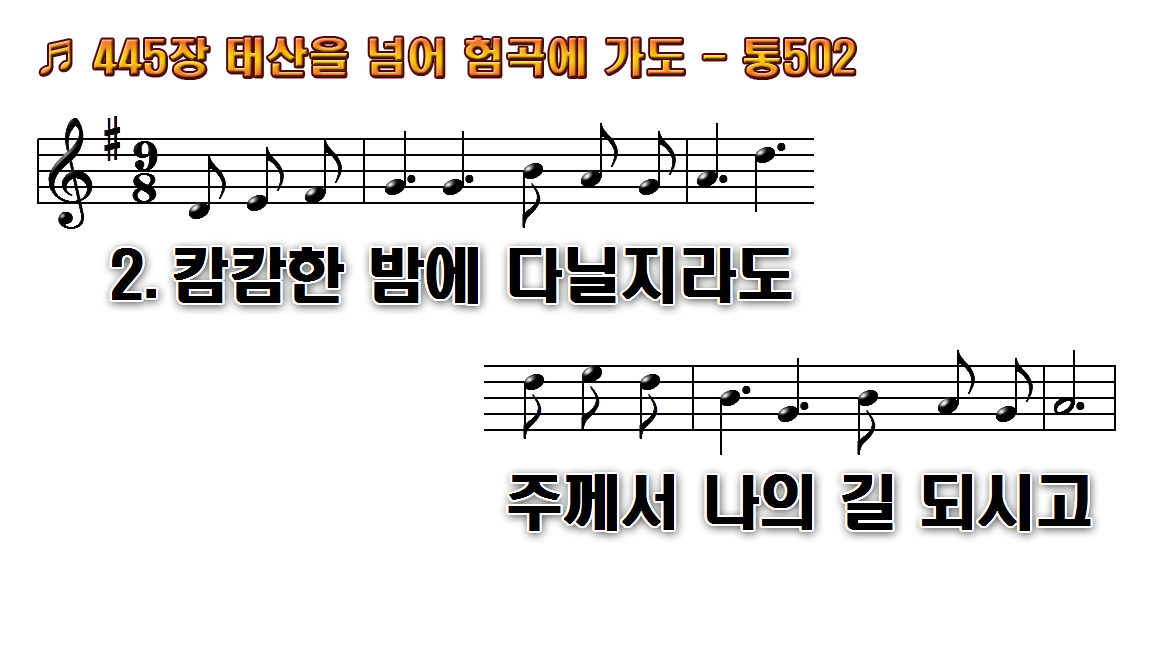 ♬ 445장 태산을 넘어 험곡에 가도 - 통502
9
8
2. 캄캄한 밤에 다닐지라도
주께서 나의 길 되시고